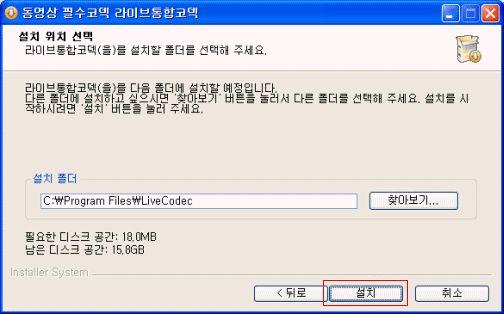 동영상 필수코덱 라이브통합코덱
설치 위치 선택
라이브통합코덱(을)를 설치할 폴더를 선택해 주세요.
라이브통합코덱(을)를 다음 폴더에 설치할 예정입니다.
다른 폴더에 설치하고 싶으시면 '찾아보기' 버튼을 눌러서 다른 폴더를 선택해 주세요. 설치를 시
작하시려면 '설치' 버튼을 눌러 주세요.
설치 폴더
C:₩Program Files₩LiveCodec
찾아보기...
필요한 디스크 공간: 18.0MB
남은 디스크 공간: 15.8GB
Installer System
< 뒤로
설치
취소